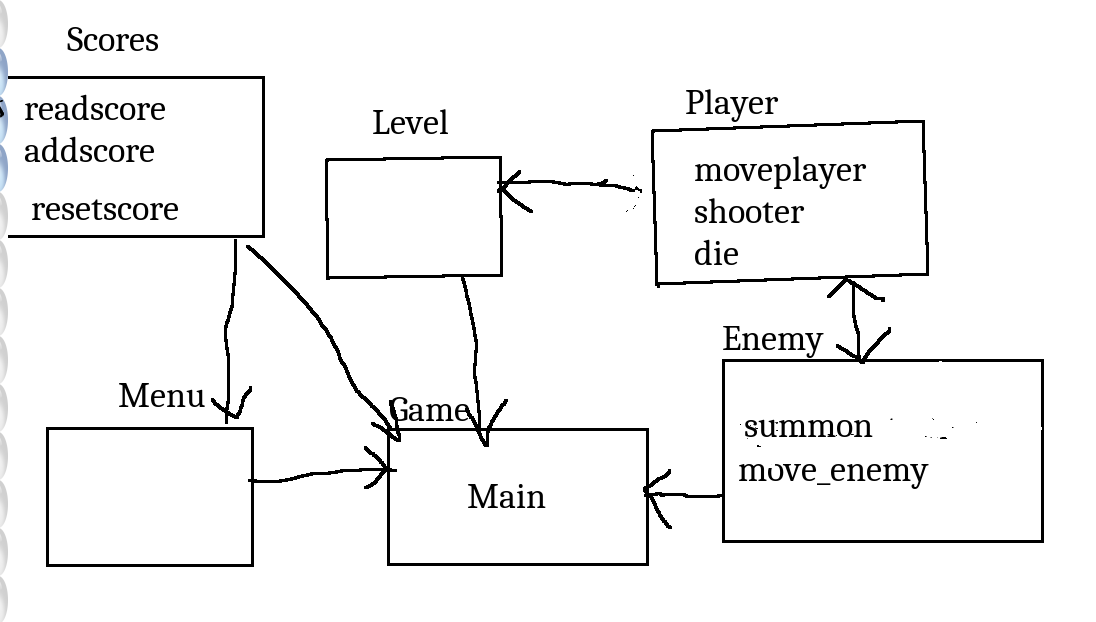 Scores
readscore
addscore
resetscore
Level
Player
moveplayer
shooter
die
Menu
Game
Main
Enemy
summon
move_enemy